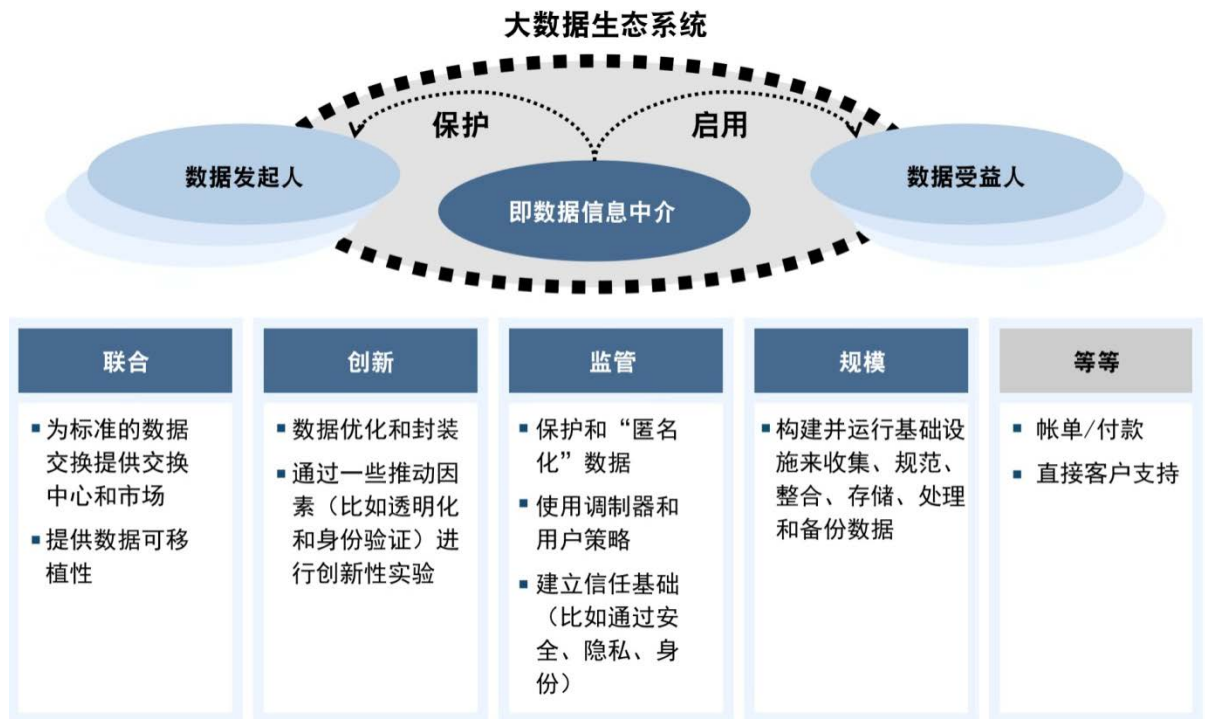 大数据生态系统
保护
启用
数据发起人
即数据信息中介
数据受益人
联合
▪为标准的数据
交换提供交换
中心和市场
▪提供数据可移
植性
创新
▪数据优化和封装
▪通过一些推动因
素（比如透明化
和身份验证）进
行创新性实验
监管
▪保护和“匿名
化”数据
▪使用调制器和
用户策略
▪建立信任基础
（比如通过安
全、隐私、身
份）
规模
▪构建并运行基础设
施来收集、规范、
整合、存储、处理
和备份数据
等等
▪帐单/付款
▪直接客户支持